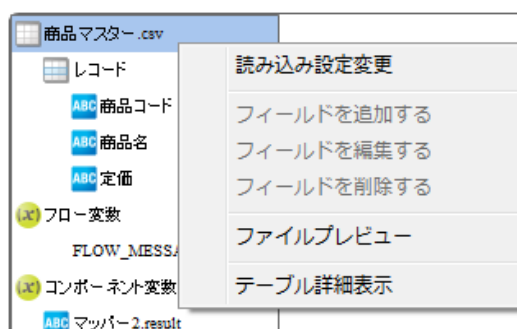 商品マスター.csv
レコード
ABC 商品コード
ABC 商品名
ABC 定価
(x) フロー変数
FLOW_MESSA
(x) コンポーネント変数
ABC マッパー2.result
読み込み設定変更
フィールドを追加する
フィールドを編集する
フィールドを削除する
ファイルプレビュー
テーブル詳細表示